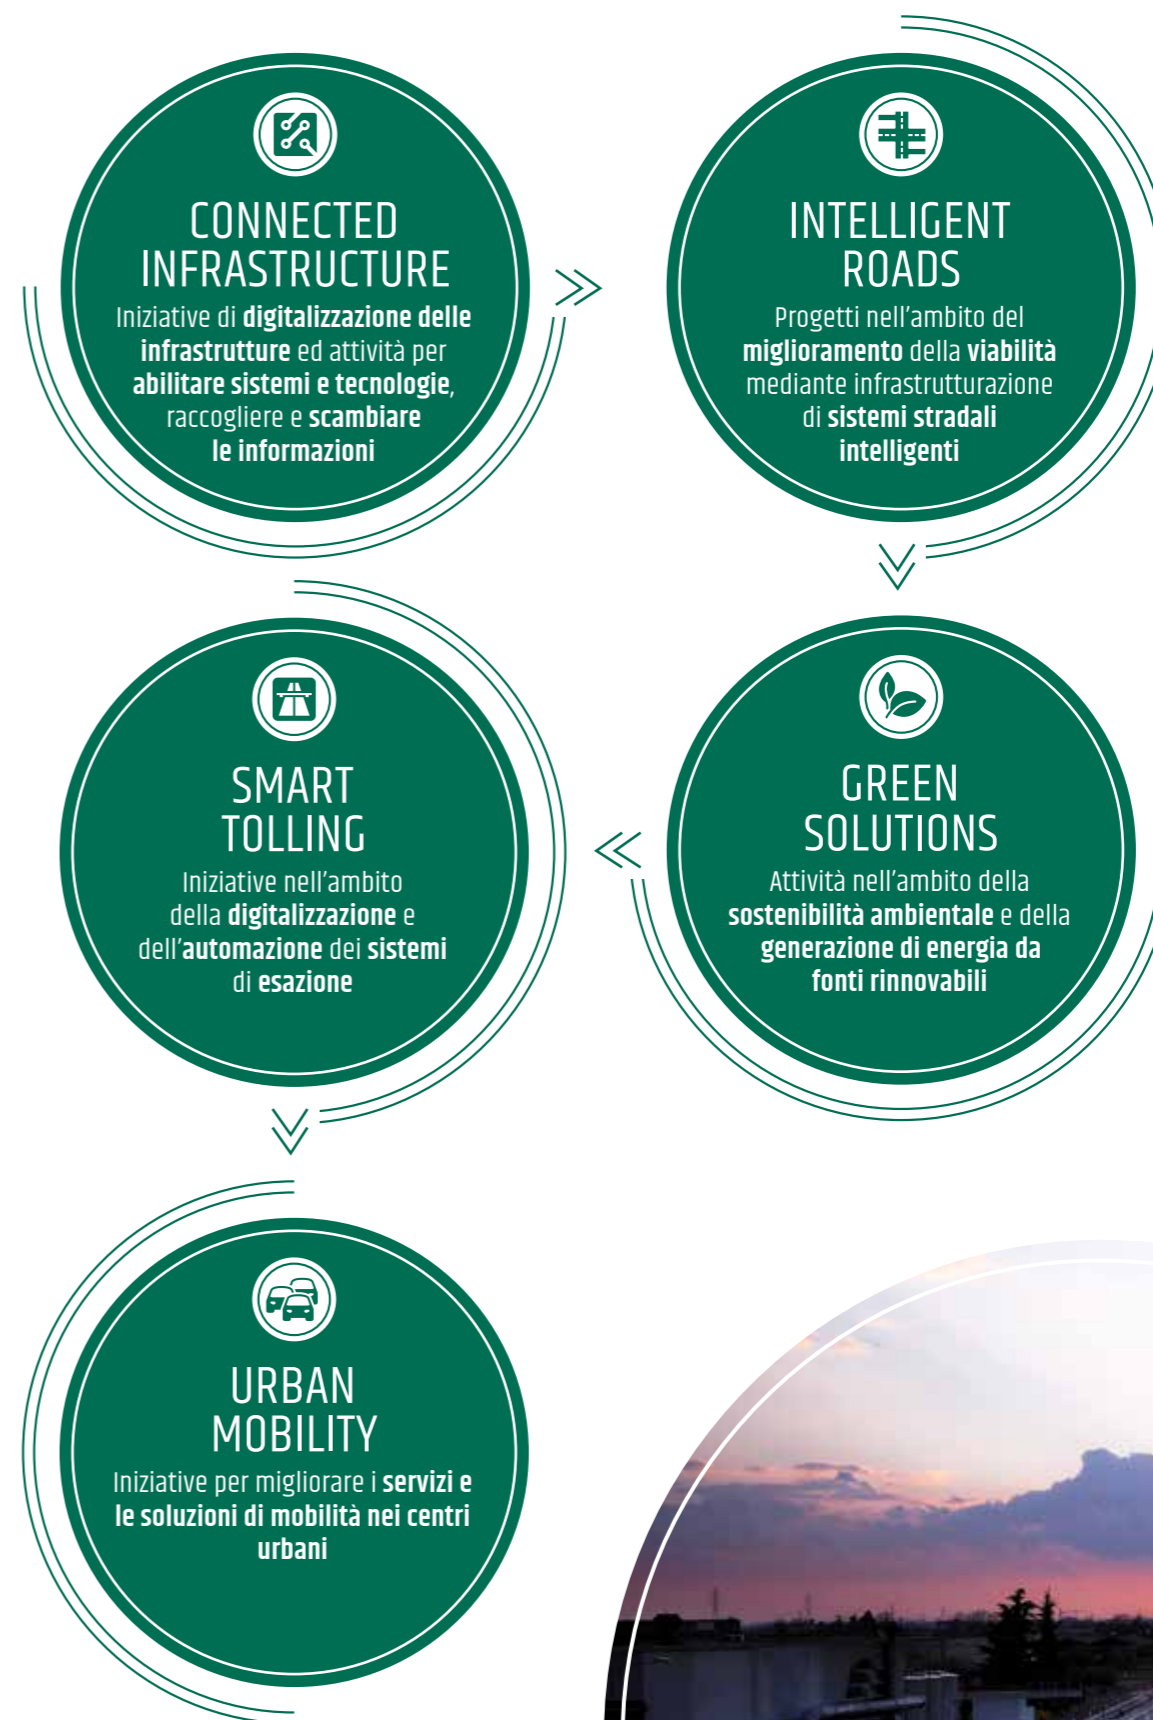 CONNECTED
INFRASTRUCTURE
Iniziative di digitalizzazione delle
infrastrutture ed attività per
abilitare sistemi e tecnologie,
raccogliere e scambiare
le informazioni
INTELLIGENT
ROADS
Progetti nell'ambito del
miglioramento della viabilità
mediante infrastrutturazione
di sistemi stradali
intelligenti
GREEN
SOLUTIONS
Attività nell'ambito della
sostenibilità ambientale e della
generazione di energia da
fonti rinnovabili
SMART
TOLLING
Iniziative nell'ambito
della digitalizzazione e
dell'automazione dei sistemi
di esazione
URBAN
MOBILITY
Iniziative per migliorare i servizi e
le soluzioni di mobilità nei centri
urbani